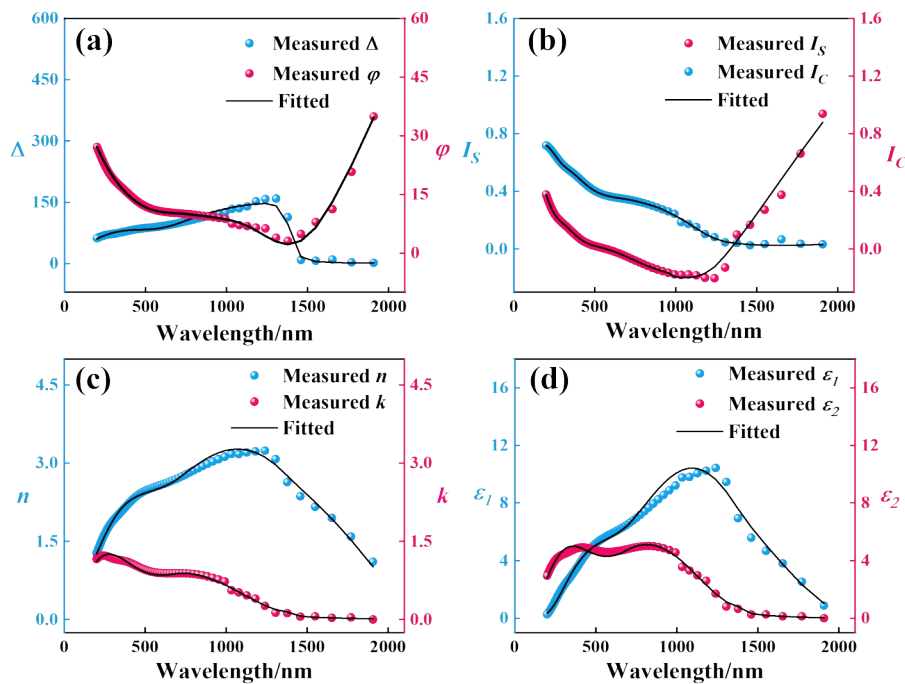 (a)
Measured Δ
Measured φ
Fitted
600
450
300
150
0
Δ
60
45
30
15
0
φ
0 500 1000 1500 2000
Wavelength/nm
(b)
Measured I_S
Measured I_C
Fitted
1.6
1.2
0.8
0.4
0.0
I_S
1.6
1.2
0.8
0.4
0.0
I_C
0 500 1000 1500 2000
Wavelength/nm
(c)
Measured n
Measured k
Fitted
4.5
3.0
1.5
0.0
n
4.5
3.0
1.5
0.0
k
0 500 1000 1500 2000
Wavelength/nm
(d)
Measured ε_1
Measured ε_2
Fitted
16
12
8
4
0
ε_1
16
12
8
4
0
ε_2
0 500 1000 1500 2000
Wavelength/nm